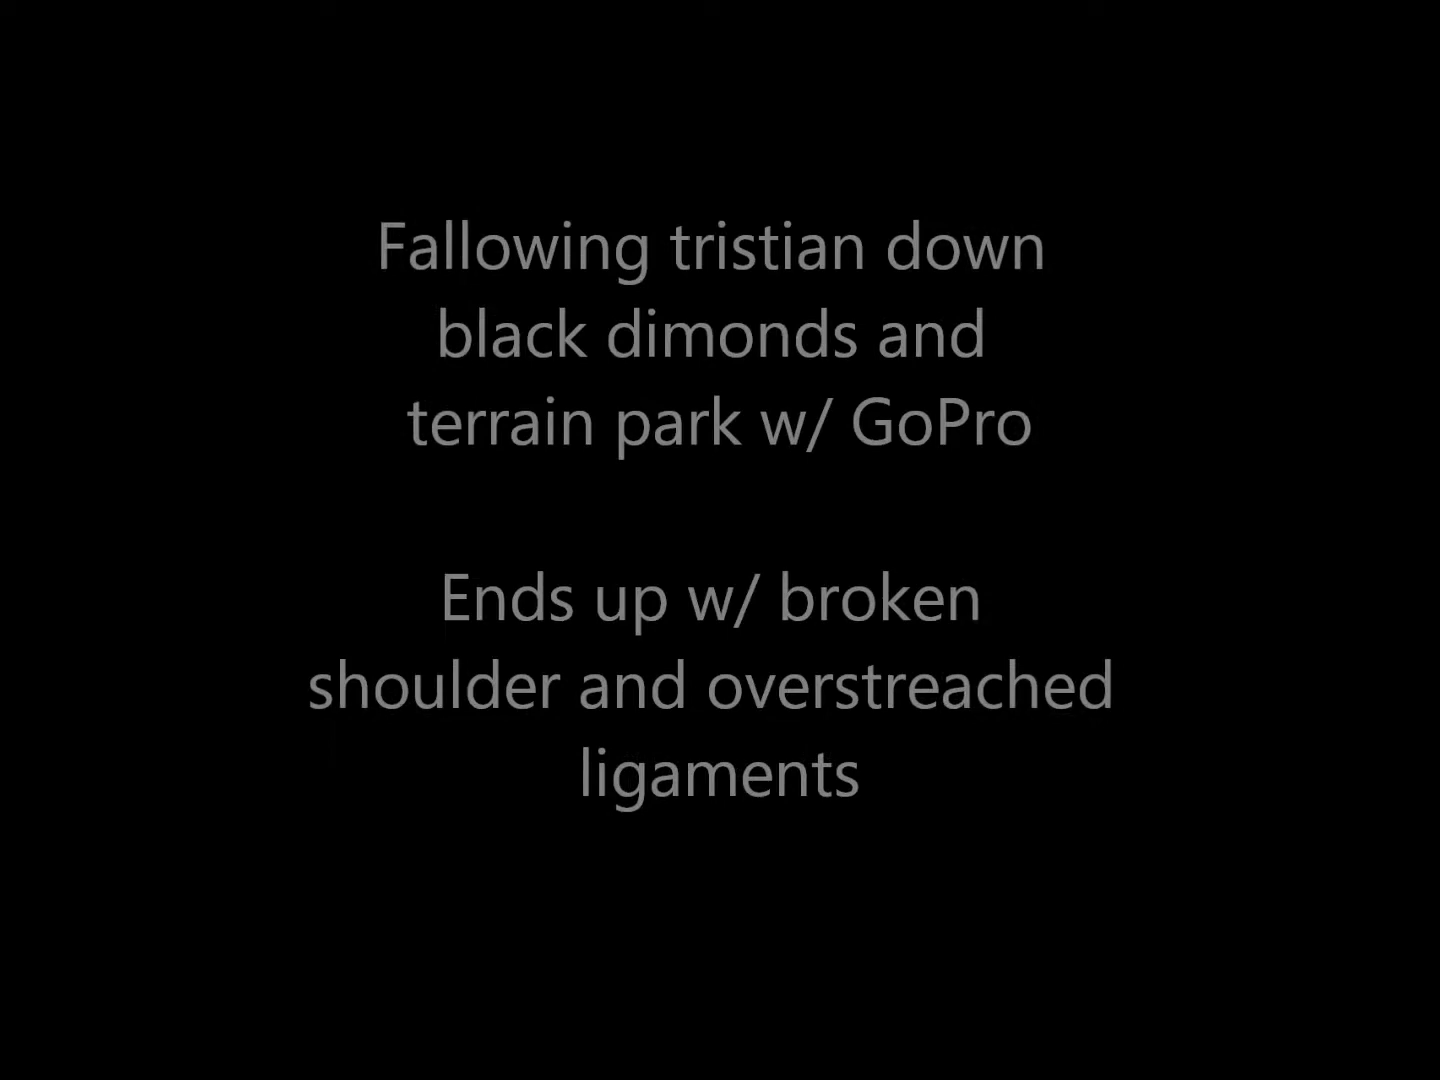 Fallowing tristian down
black dimonds and
terrain park w/ GoPro
Ends up w/ broken
shoulder and overstreached
ligaments